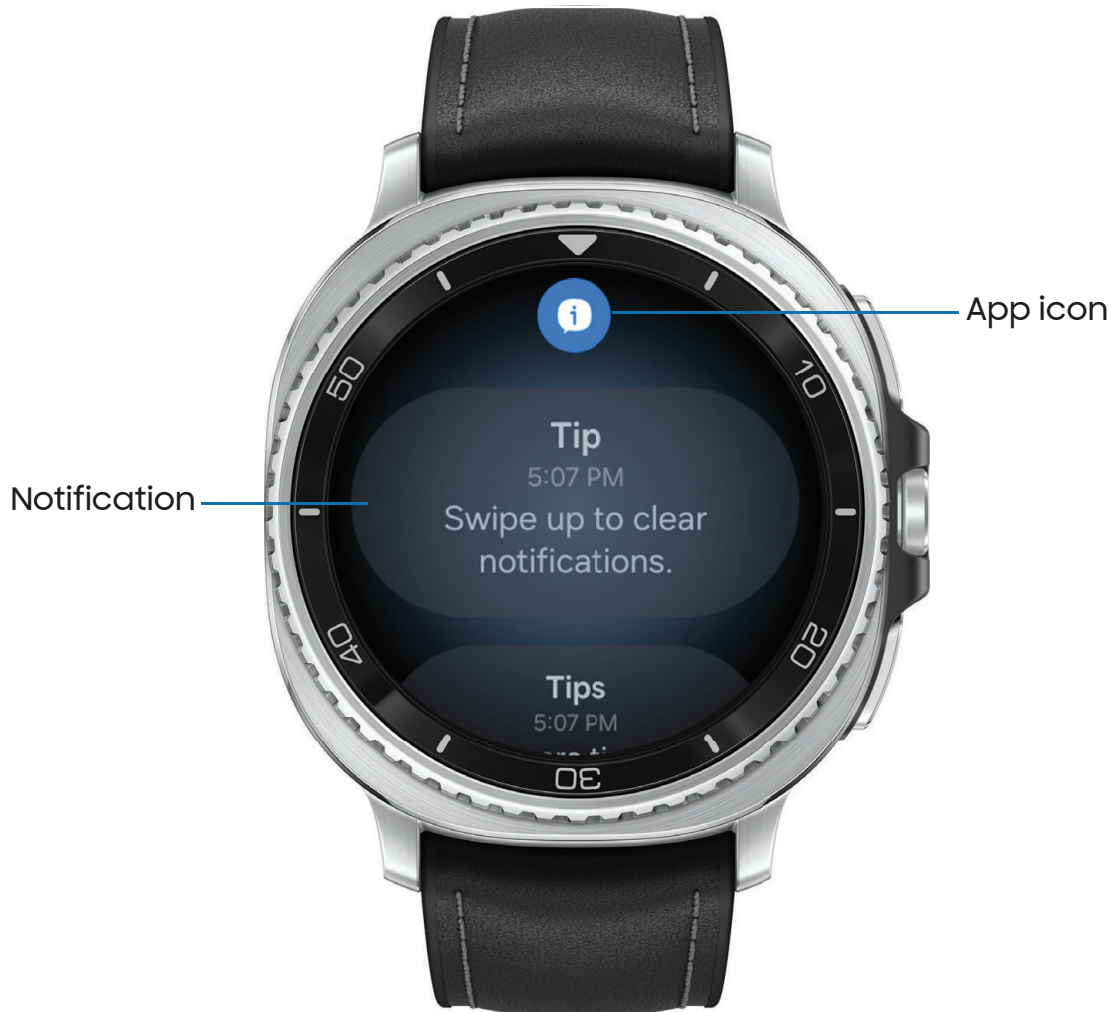 App icon
10
50
Tip
5:07 PM
Notification
Swipe up to clear
notifications.
40
20
Tips
5:07 PM
30